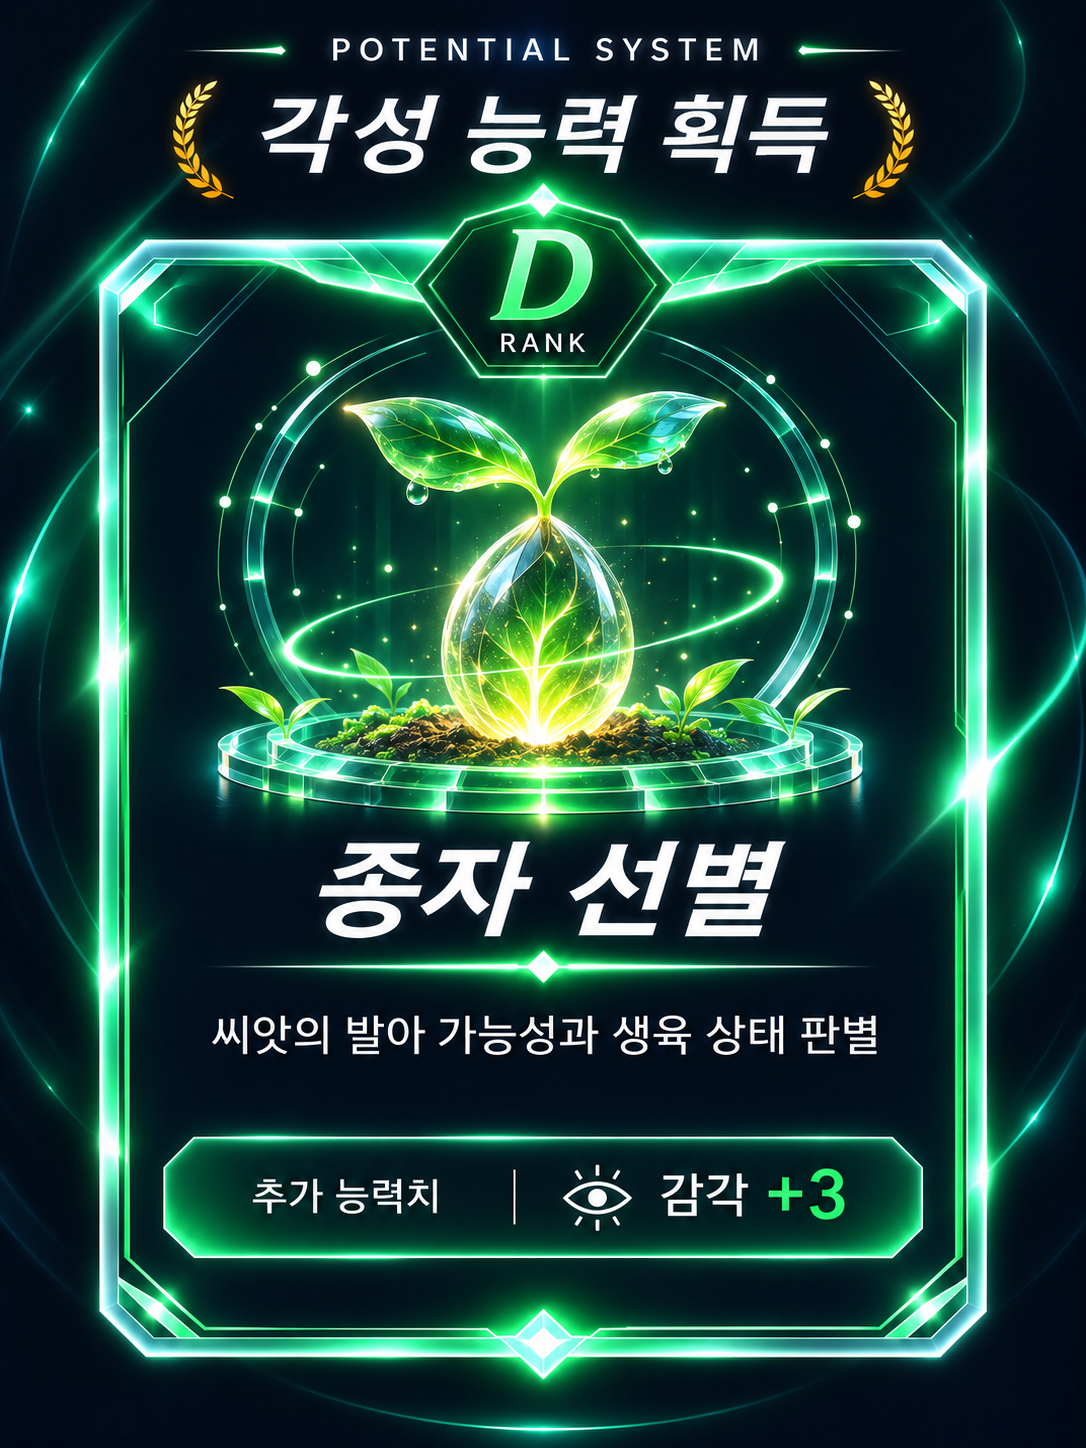 POTENTIAL SYSTEM
각성 능력 획득
D
RANK
종자 선별
씨앗의 발아 가능성과 생육 상태 판별
추가 능력치 감각 +3